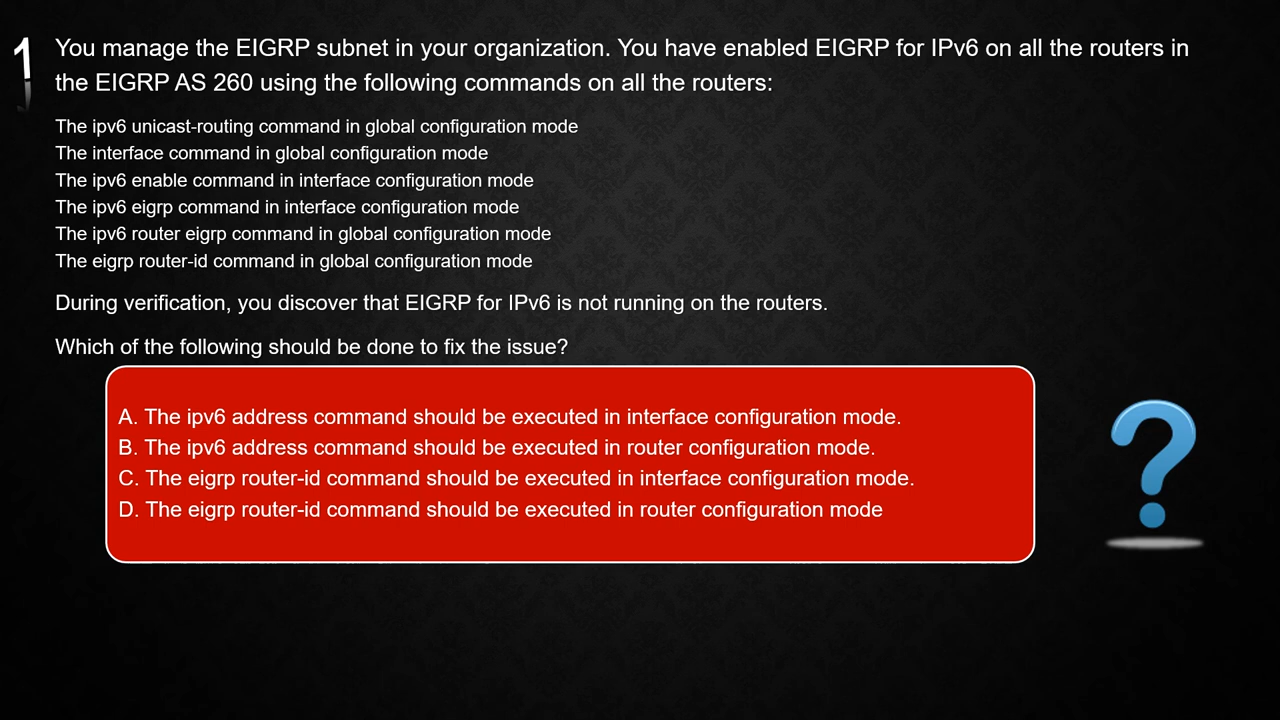 1
You manage the EIGRP subnet in your organization. You have enabled EIGRP for IPv6 on all the routers in
the EIGRP AS 260 using the following commands on all the routers:
The ipv6 unicast-routing command in global configuration mode
The interface command in global configuration mode
The ipv6 enable command in interface configuration mode
The ipv6 eigrp command in interface configuration mode
The ipv6 router eigrp command in global configuration mode
The eigrp router-id command in global configuration mode
During verification, you discover that EIGRP for IPv6 is not running on the routers.
Which of the following should be done to fix the issue?
A. The ipv6 address command should be executed in interface configuration mode.
B. The ipv6 address command should be executed in router configuration mode.
C. The eigrp router-id command should be executed in interface configuration mode.
D. The eigrp router-id command should be executed in router configuration mode
?